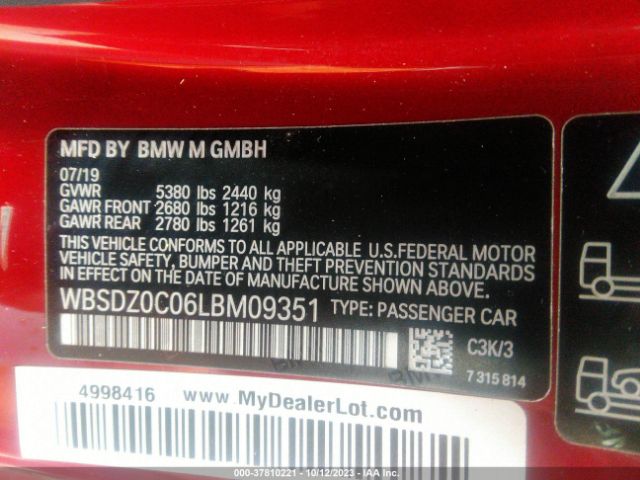 MFD BY BMW M GMBH
07/19
GVWR 5380 lbs 2440 kg
GAWR FRONT 2680 lbs 1216 kg
GAWR REAR 2780 lbs 1261 kg
THIS VEHICLE CONFORMS TO ALL APPLICABLE U.S.FEDERAL MOTOR
VEHICLE SAFETY, BUMPER AND THEFT PREVENTION STANDARDS
IN EFFECT ON THE DATE OF MANUFACTURE SHOWN ABOVE.
WBSDZ0C06LBM09351 TYPE: PASSENGER CAR
C3K/3
7 315 814
4998416 www.MyDealerLot.com
000-37810221 - 10/12/2023 - IAA Inc.